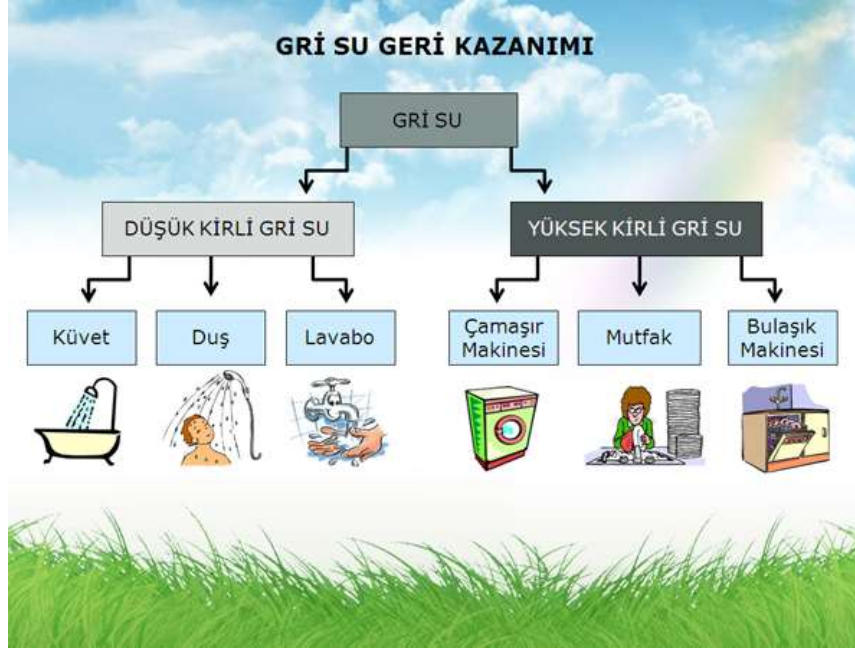 GRİ SU GERİ KAZANIMI
GRİ SU
DÜŞÜK KİRLİ GRİ SU
YÜKSEK KİRLİ GRİ SU
Küvet
Duş
Lavabo
Çamaşır
Makinesi
Mutfak
Bulaşık
Makinesi